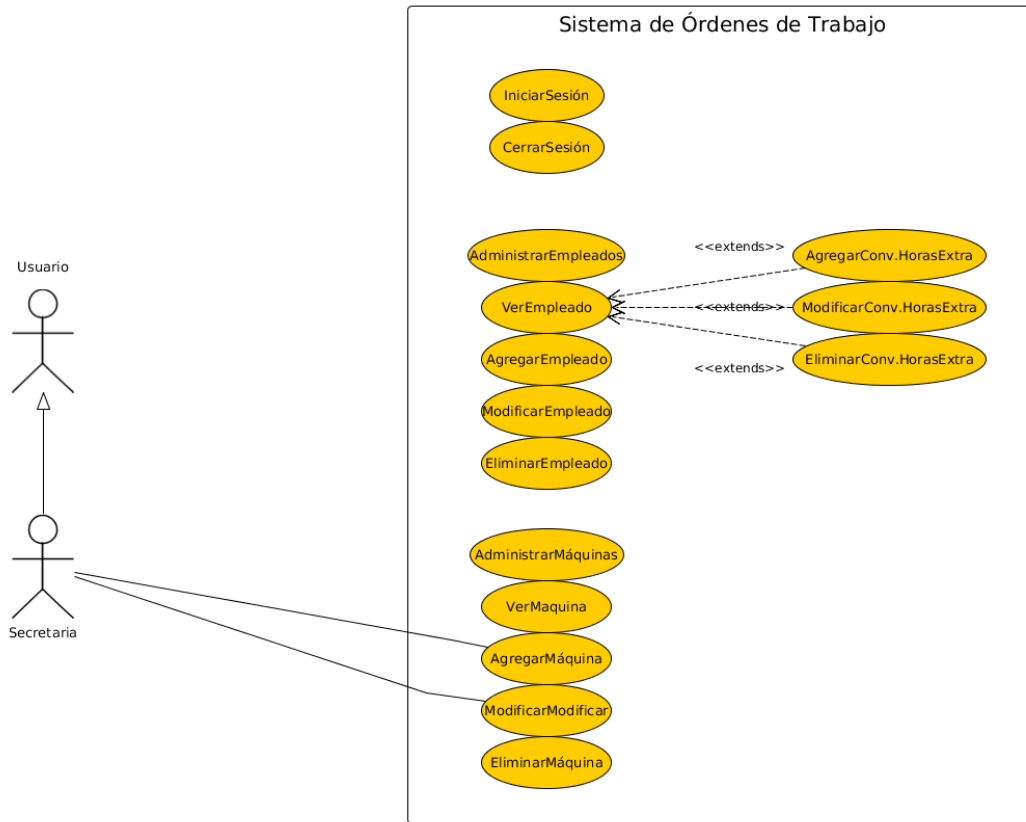 Sistema de Órdenes de Trabajo
IniciarSesión
CerrarSesión
Usuario
AdministrarEmpleados
VerEmpleado
AgregarEmpleado
ModificarEmpleado
EliminarEmpleado
<<extends>>
<<extends>>
<<extends>>
AgregarConv.HorasExtra
ModificarConv.HorasExtra
EliminarConv.HorasExtra
Secretaria
AdministrarMáquinas
VerMaquina
AgregarMáquina
ModificarModificar
EliminarMáquina